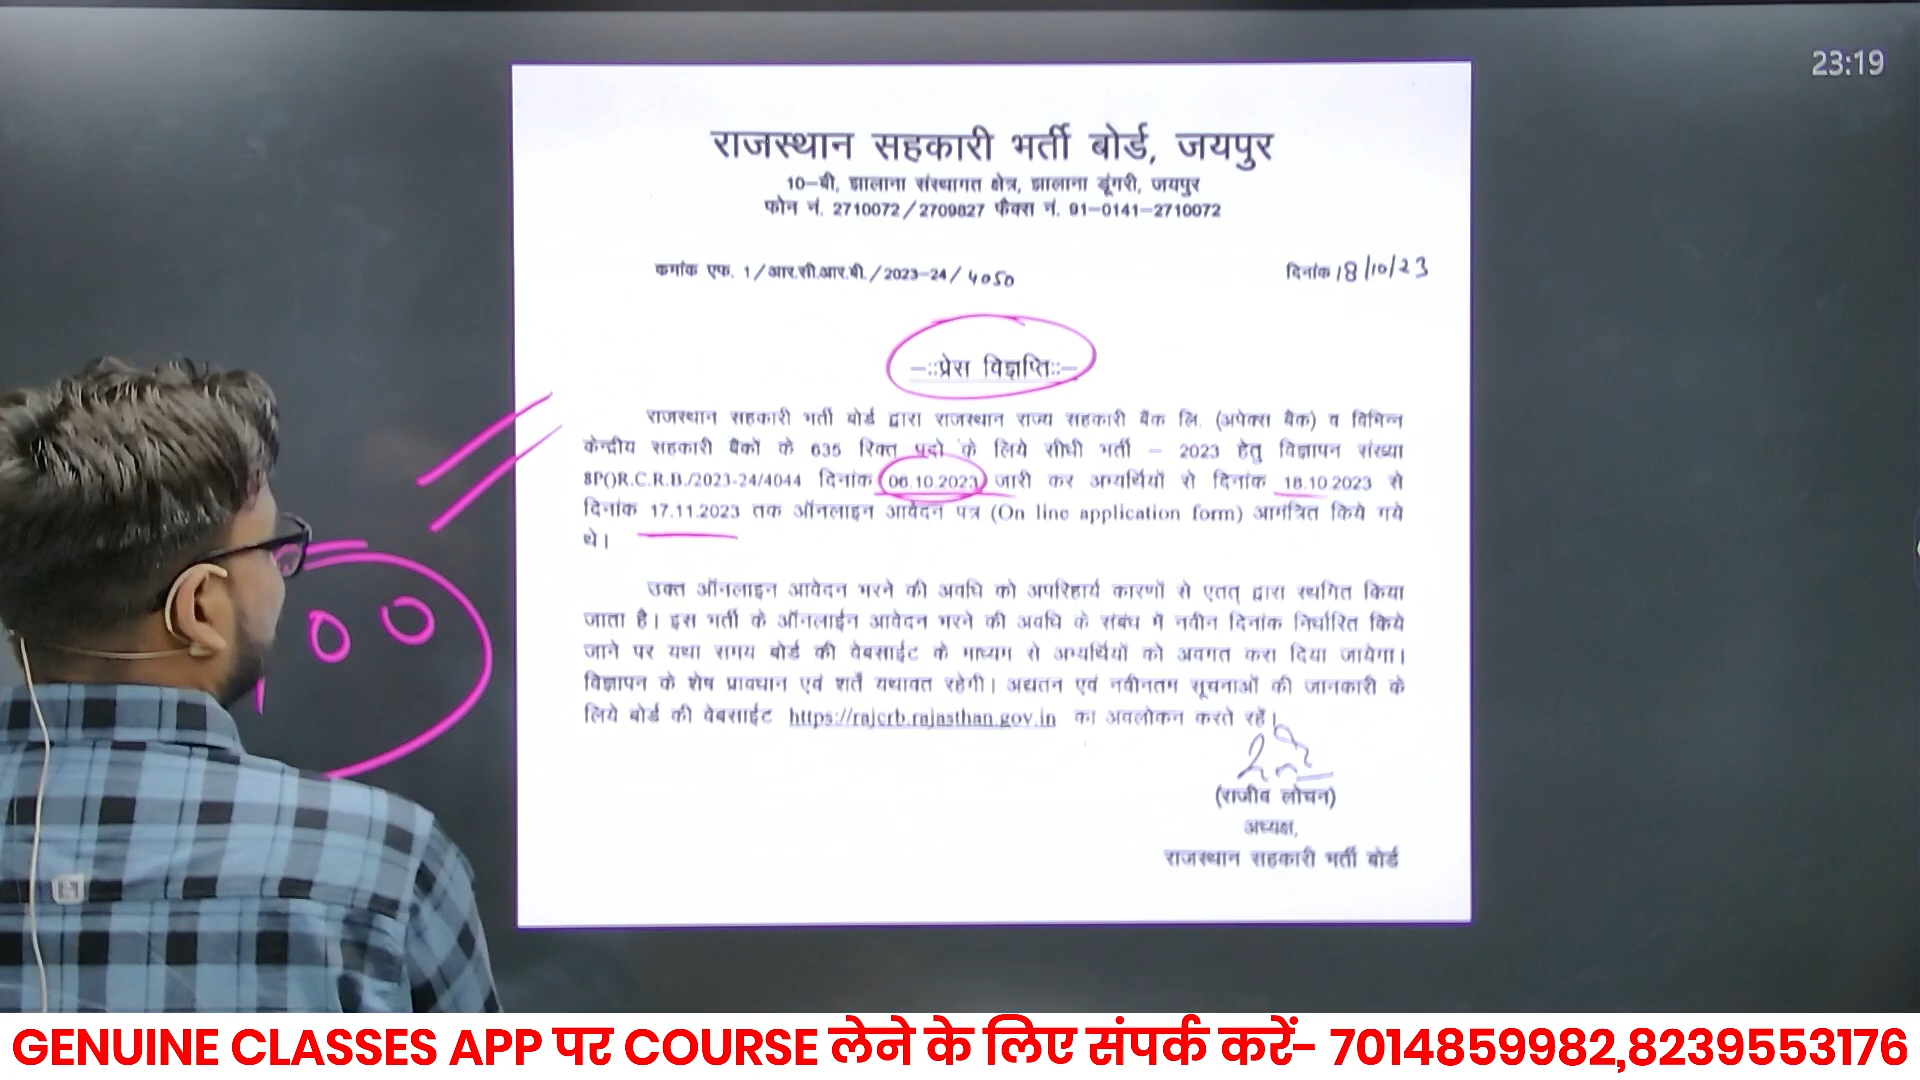 23:19
राजस्थान सहकारी भर्ती बोर्ड, जयपुर
10–बी, झालाना संस्थागत क्षेत्र, झालाना डूंगरी, जयपुर
फोन नं. 2710072/2709827 फैक्स नं. 91–0141–2710072
कमांक एफ. 1/आर.सी.आर.बी./2023–24/ 4050 दिनांक 18/10/23
–::प्रेस विज्ञप्ति::–
राजस्थान सहकारी भर्ती बोर्ड द्वारा राजस्थान राज्य सहकारी बैंक लि. (अपेक्स बैंक) व विभिन्न
केन्द्रीय सहकारी बैंकों के 635 रिक्त पदो के लिये सीधी भर्ती – 2023 हेतु विज्ञापन संख्या
8P()R.C.R.B./2023-24/4044 दिनांक 06.10.2023 जारी कर अभ्यर्थियों से दिनांक 18.10.2023 से
दिनांक 17.11.2023 तक ऑनलाइन आवेदन पत्र (On line application form) आमंत्रित किये गये
थे।
उक्त ऑनलाइन आवेदन भरने की अवधि को अपरिहार्य कारणों से एतत् द्वारा स्थगित किया
जाता है। इस भर्ती के ऑनलाईन आवेदन भरने की अवधि के संबंध में नवीन दिनांक निर्धारित किये
जाने पर यथा समय बोर्ड की वेबसाईट के माध्यम से अभ्यर्थियों को अवगत करा दिया जायेगा।
विज्ञापन के शेष प्रावधान एवं शर्तें यथावत रहेगी। अद्यतन एवं नवीनतम सूचनाओं की जानकारी के
लिये बोर्ड की वेबसाईट https://rajcrb.rajasthan.gov.in का अवलोकन करते रहें।
(राजीव लोचन)
अध्यक्ष,
राजस्थान सहकारी भर्ती बोर्ड
GENUINE CLASSES APP पर COURSE लेने के लिए संपर्क करें- 7014859982,8239553176